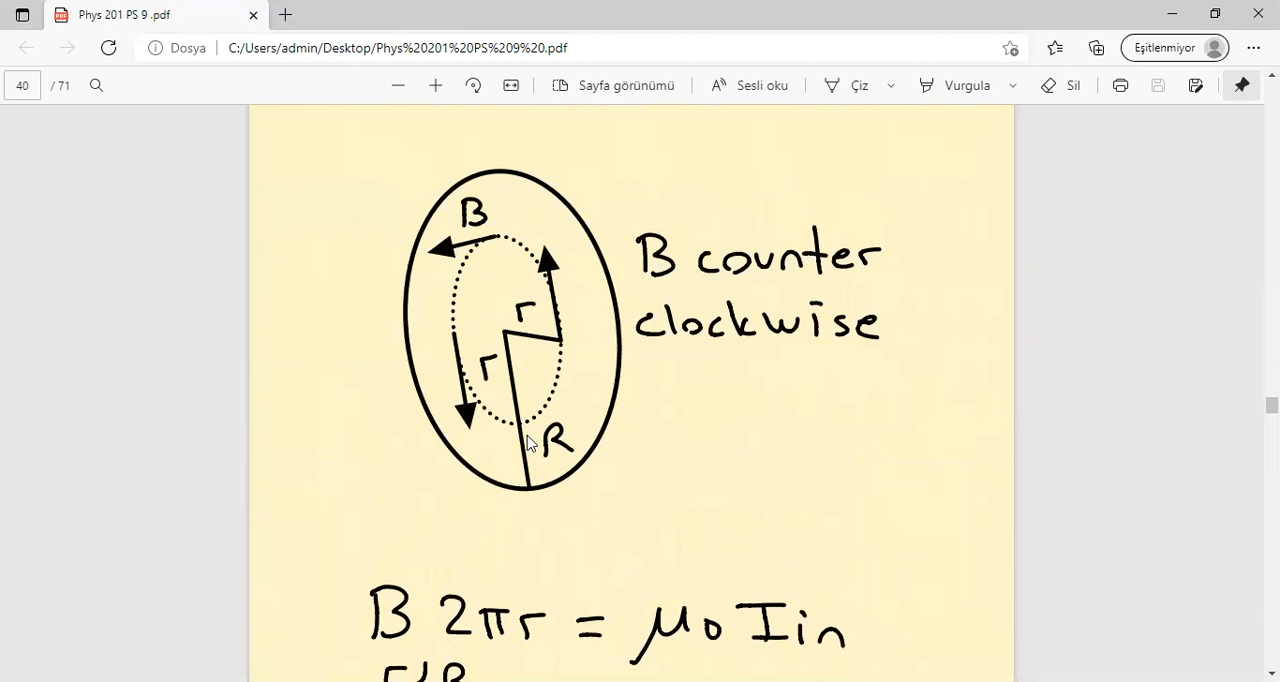 Phys 201 PS 9 .pdf
Dosya
C:/Users/admin/Desktop/Phys%20201%20PS%209%20.pdf
Eşitlenmiyor
40 / 71
Sayfa görünümü
Sesli oku
Çiz
Vurgula
Sil
B
B counter
clockwise
r
r
R
B 2πr = μ0 Iin